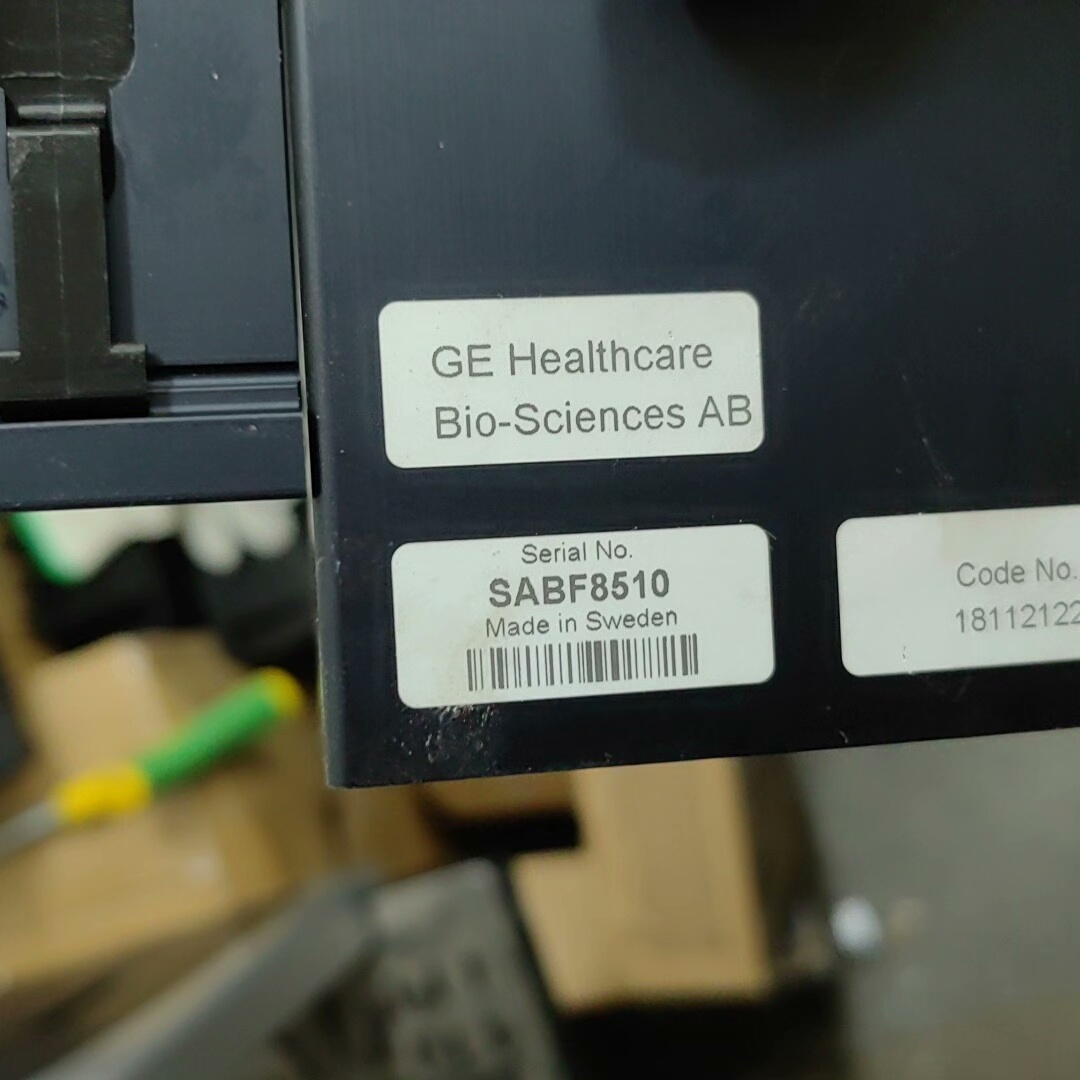 GE Healthcare
Bio-Sciences AB
Serial No.
SABF8510
Made in Sweden
Code No.
18112122